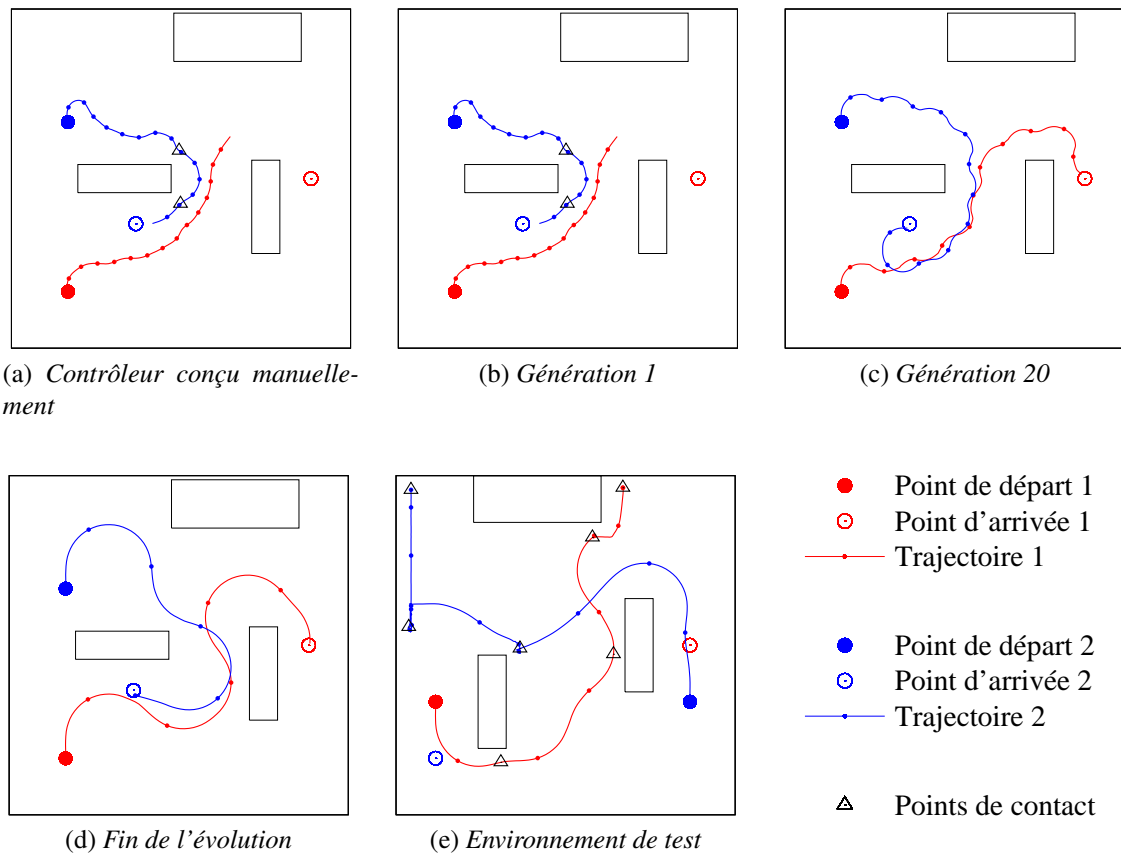 (a) Contrôleur conçu manuelle-
ment
(b) Génération 1
(c) Génération 20
(d) Fin de l'évolution
(e) Environnement de test
Point de départ 1
Point d'arrivée 1
Trajectoire 1
Point de départ 2
Point d'arrivée 2
Trajectoire 2
Points de contact